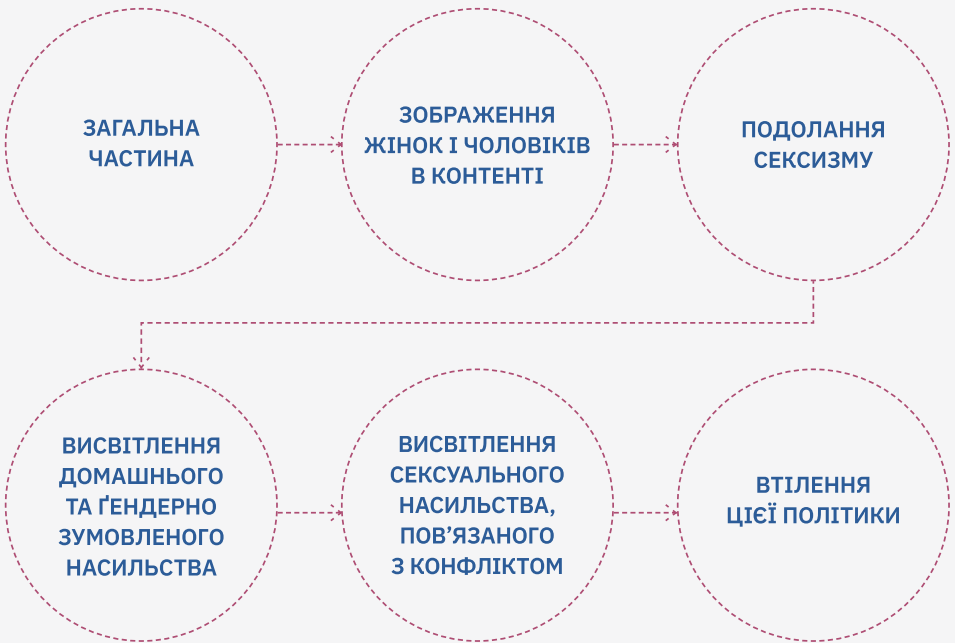 ЗАГАЛЬНА
ЧАСТИНА
ЗОБРАЖЕННЯ
ЖІНОК І ЧОЛОВІКІВ
В КОНТЕНТІ
ПОДОЛАННЯ
СЕКСИЗМУ
ВИСВІТЛЕННЯ
ДОМАШНЬОГО
ТА ҐЕНДЕРНО
ЗУМОВЛЕНОГО
НАСИЛЬСТВА
ВИСВІТЛЕННЯ
СЕКСУАЛЬНОГО
НАСИЛЬСТВА,
ПОВ’ЯЗАНОГО
З КОНФЛІКТОМ
ВТІЛЕННЯ
ЦІЄЇ ПОЛІТИКИ